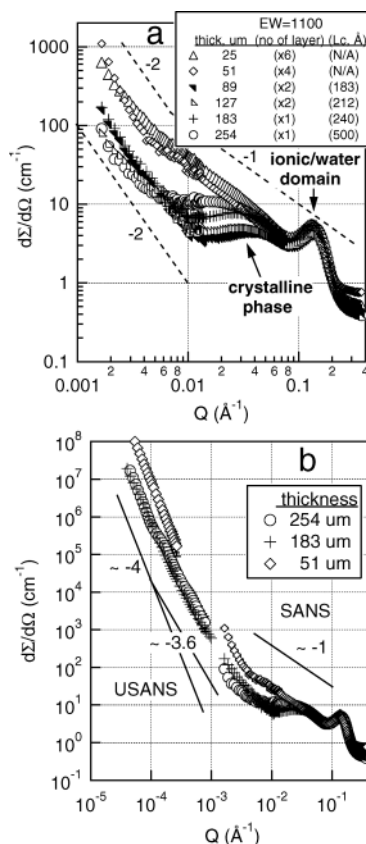 a
EW=1100
thick. um (no of layer) (Lc. Å)
25 (x6) (N/A)
51 (x4) (N/A)
89 (x2) (183)
127 (x2) (212)
183 (x1) (240)
254 (x1) (500)
-2
-1
ionic/water
domain
-2
crystalline
phase
dΣ/dΩ (cm⁻¹)
1000
100
10
1
0.1
0.001
2
4
6
8
0.01
2
4
6
8
0.1
2
4
Q (Å⁻¹)
b
thickness
254 um
183 um
51 um
~ -4
~ -3.6
~ -1
SANS
USANS
dΣ/dΩ (cm⁻¹)
10⁸
10⁷
10⁶
10⁵
10⁴
10³
10²
10¹
10⁰
10⁻¹
10⁻⁵
10⁻⁴
10⁻³
10⁻²
10⁻¹
Q (Å⁻¹)